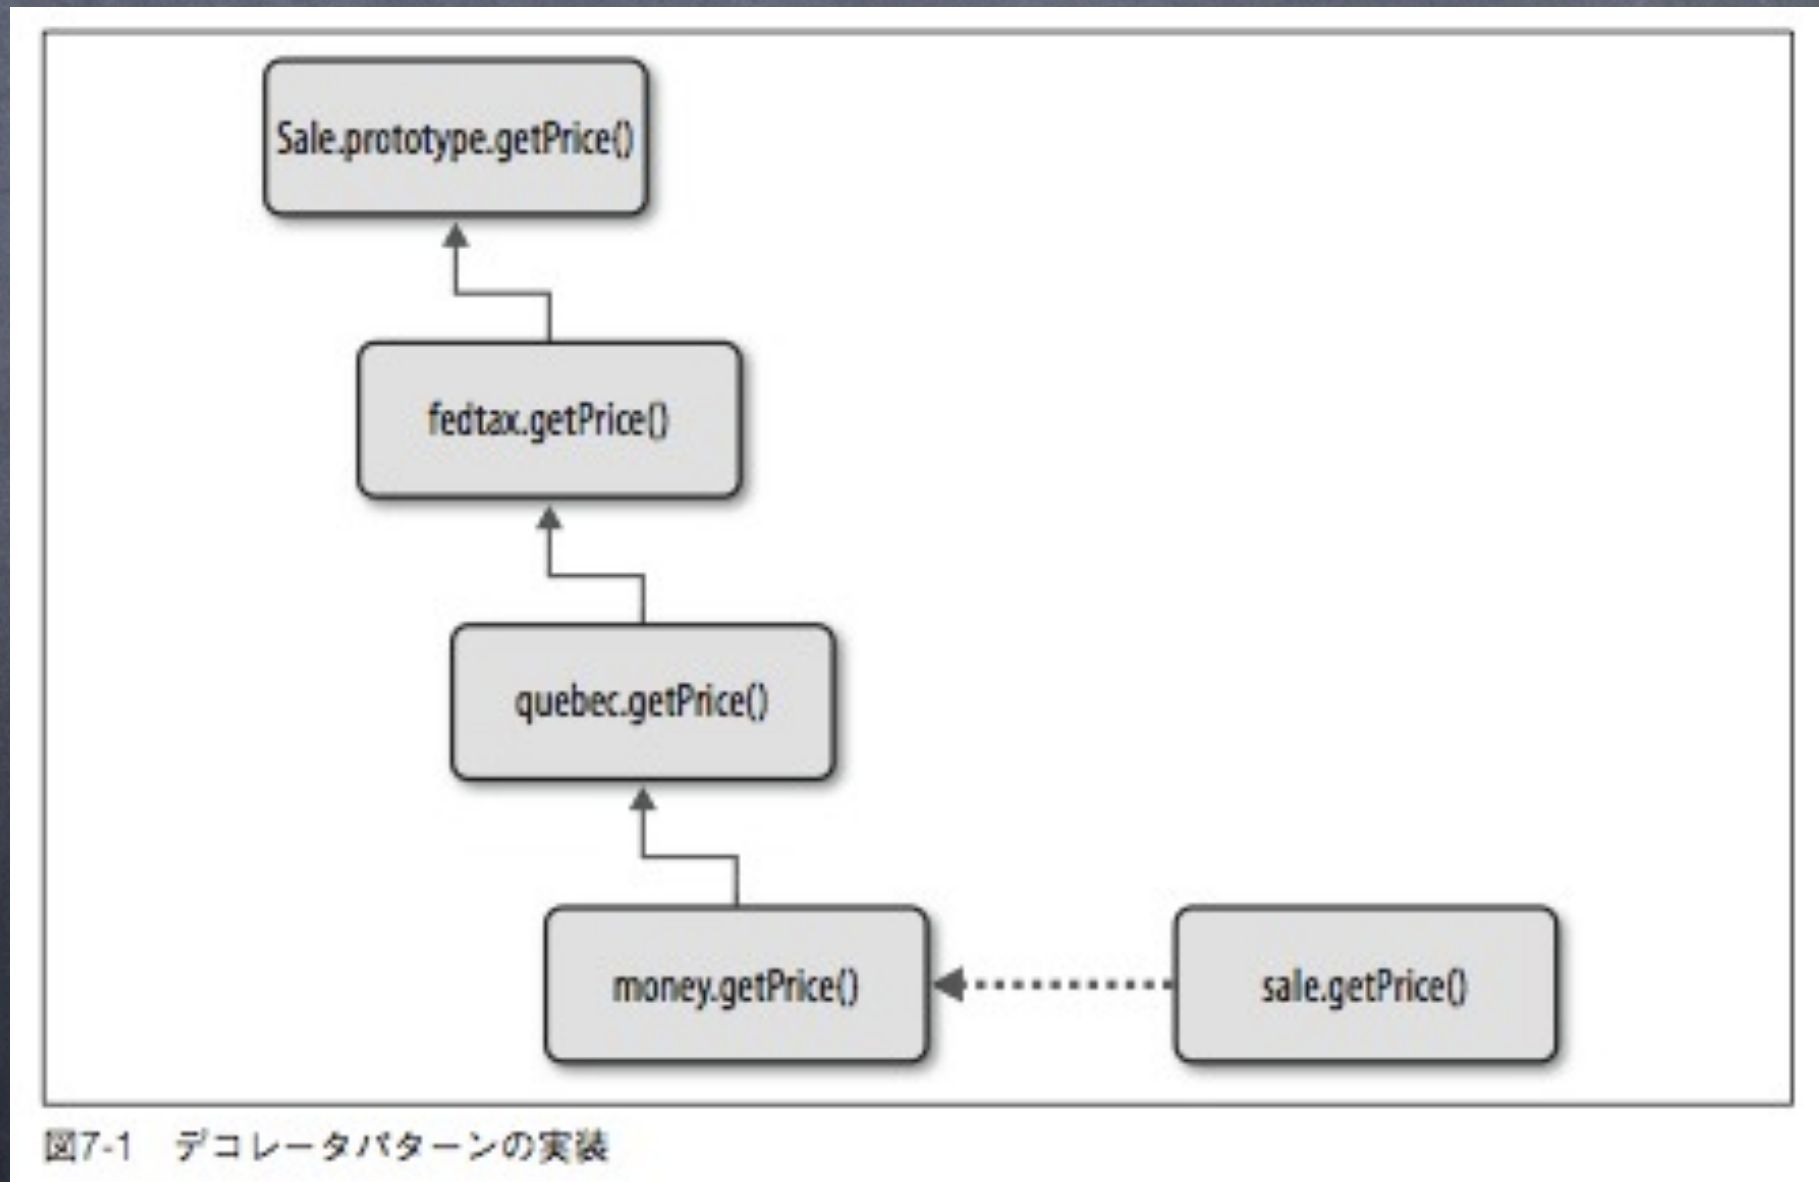 Sale.prototype.getPrice()
fedtax.getPrice()
quebec.getPrice()
money.getPrice()
sale.getPrice()
図7-1　デコレータパターンの実装